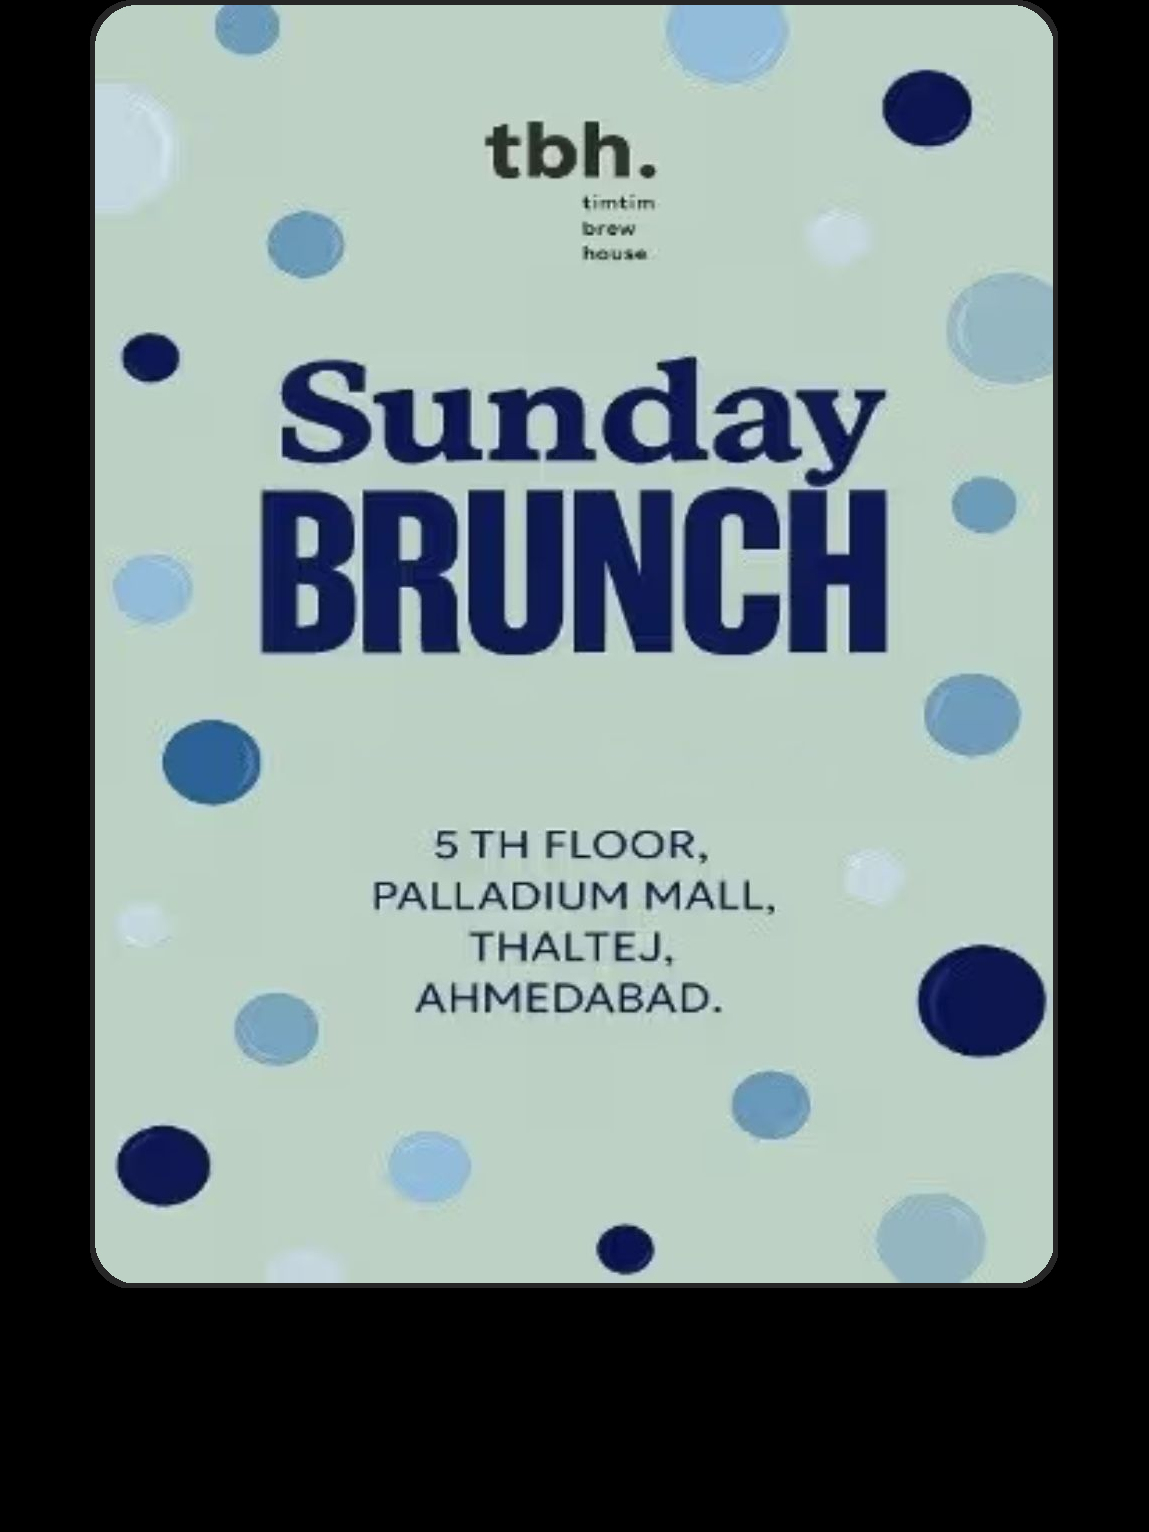 tbh.
timtim
brew
house
Sunday
BRUNCH
5 TH FLOOR,
PALLADIUM MALL,
THALTEJ,
AHMEDABAD.